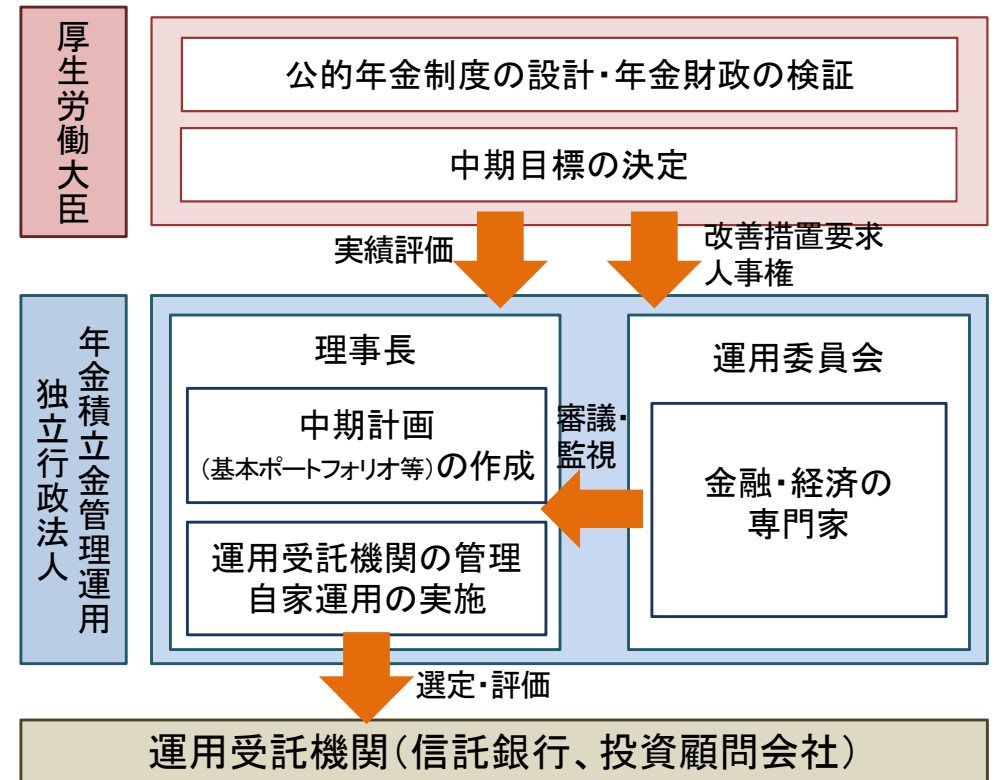 厚生労働大臣
公的年金制度の設計・年金財政の検証
中期目標の決定
実績評価
改善措置要求
人事権
年金積立金管理運用
独立行政法人
理事長
中期計画
（基本ポートフォリオ等）の作成
運用受託機関の管理
自家運用の実施
審議・
監視
運用委員会
金融・経済の
専門家
選定・評価
運用受託機関（信託銀行、投資顧問会社）